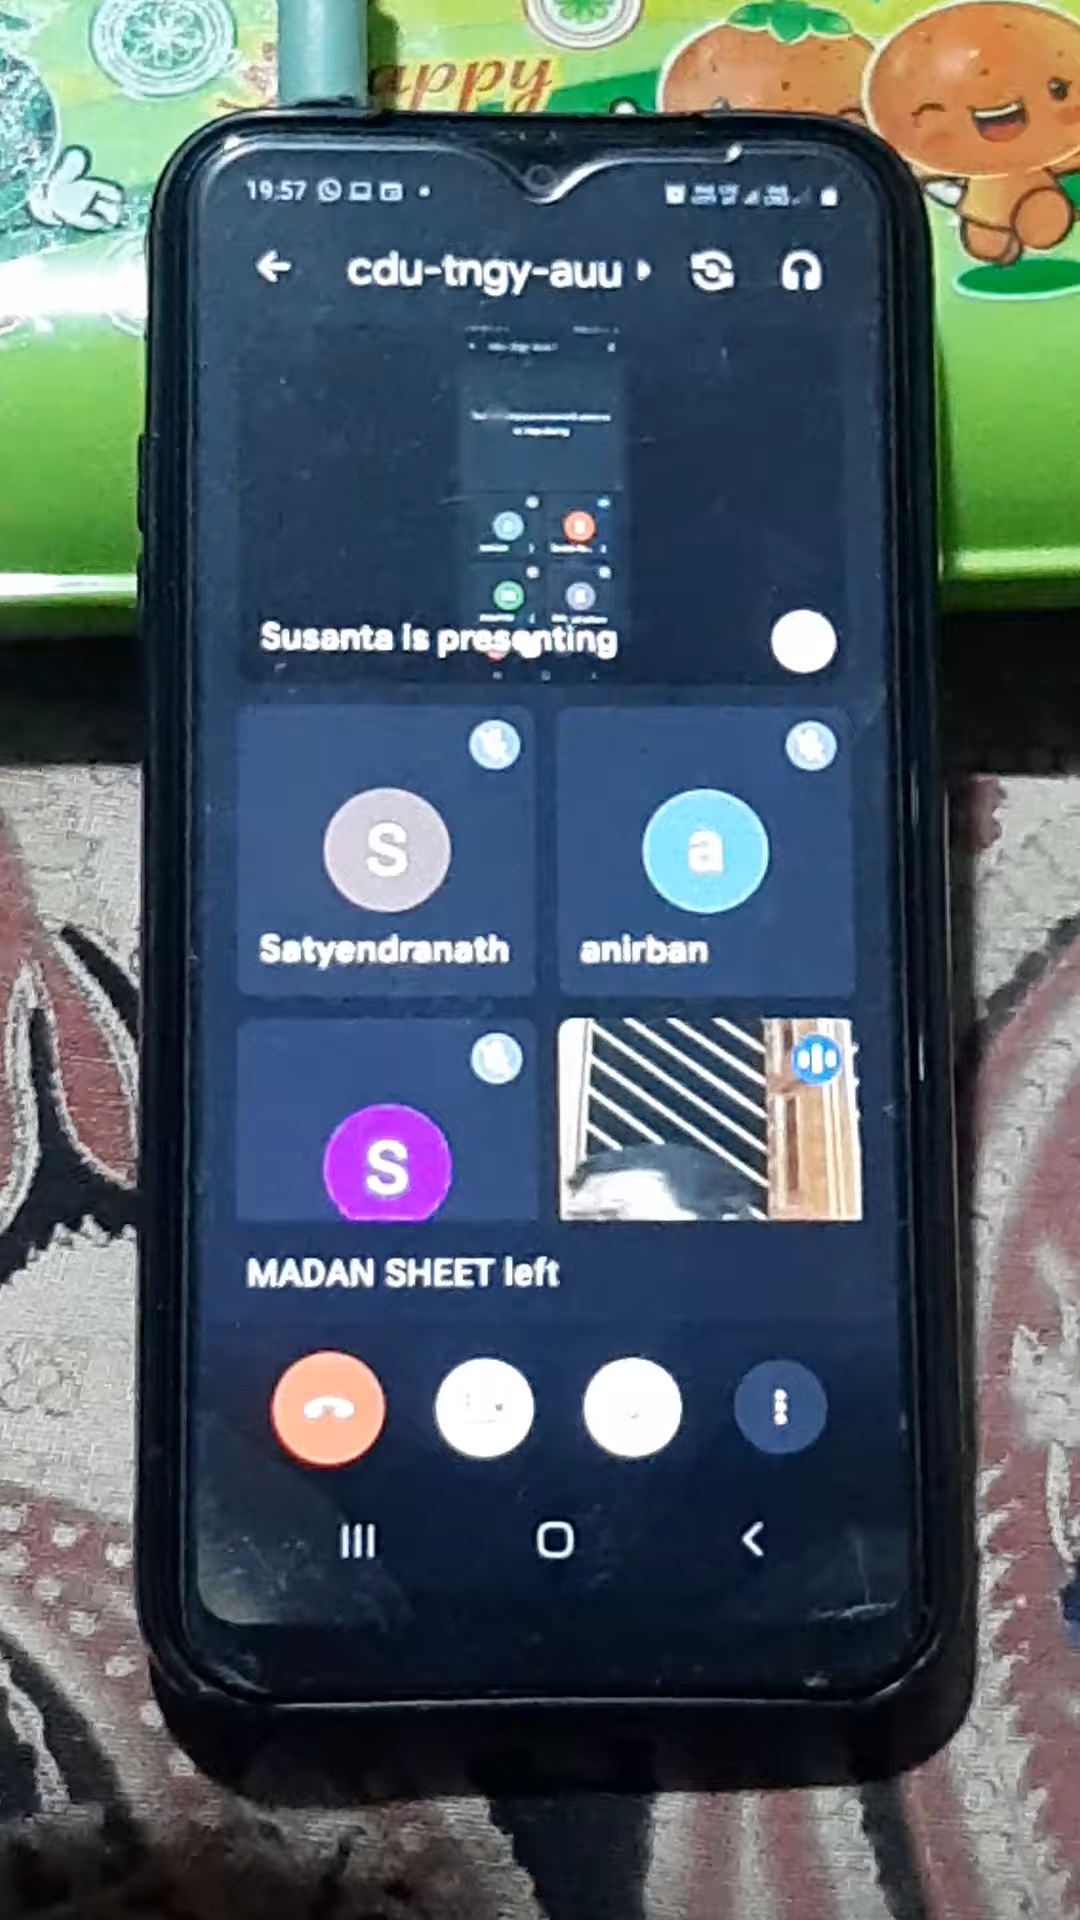 appy
19.57
cdu-tngy-auu
Susanta is presenting
S
a
Satyendranath
anirban
S
MADAN SHEET left